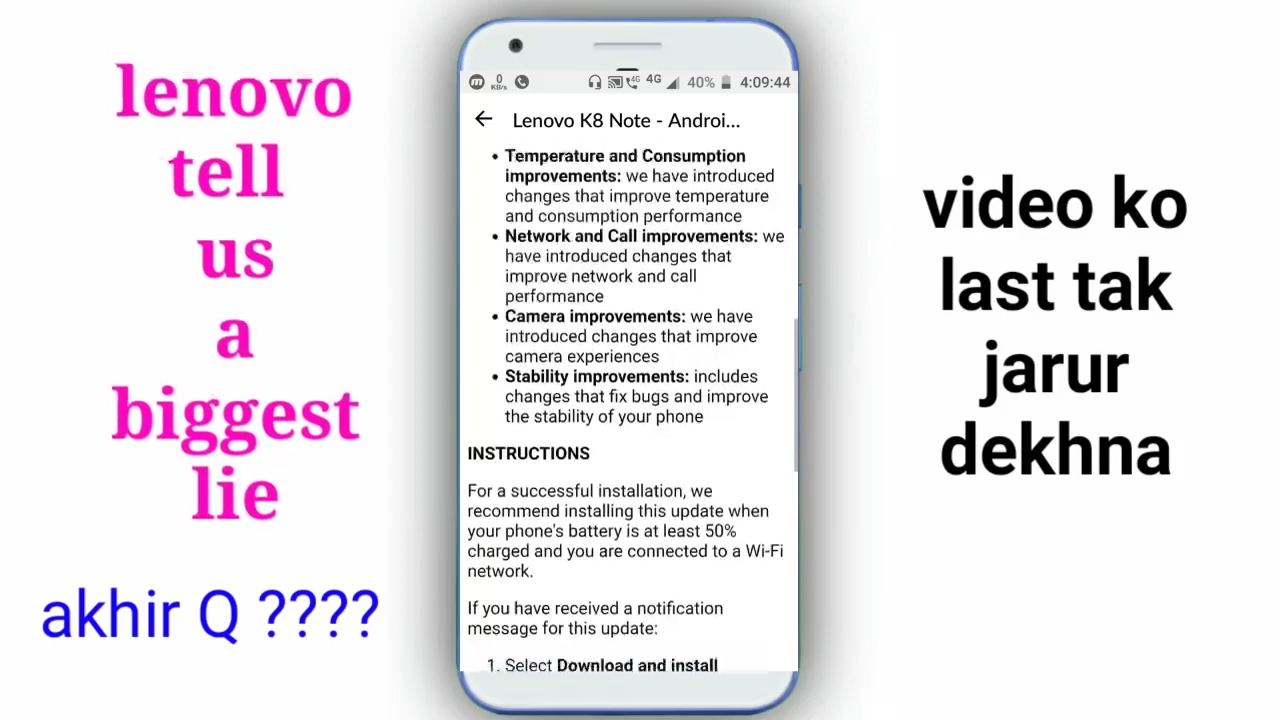 lenovo
tell
us
a
biggest
lie
akhir Q ????
0
KB/s
4G
4G
40%
4:09:44
Lenovo K8 Note - Androi...
• Temperature and Consumption
improvements: we have introduced
changes that improve temperature
and consumption performance
• Network and Call improvements: we
have introduced changes that
improve network and call
performance
• Camera improvements: we have
introduced changes that improve
camera experiences
• Stability improvements: includes
changes that fix bugs and improve
the stability of your phone
INSTRUCTIONS
For a successful installation, we
recommend installing this update when
your phone's battery is at least 50%
charged and you are connected to a Wi-Fi
network.
If you have received a notification
message for this update:
1. Select Download and install
video ko
last tak
jarur
dekhna